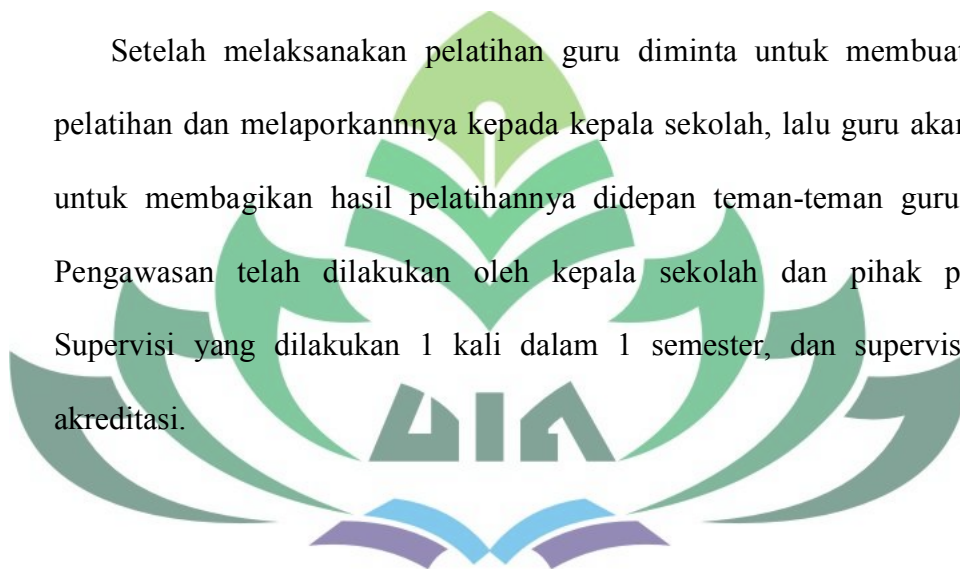 Setelah melaksanakan pelatihan guru diminta untuk membuat
pelatihan dan melaporkannnya kepada kepala sekolah, lalu guru akan
untuk membagikan hasil pelatihannya didepan teman-teman guru
Pengawasan telah dilakukan oleh kepala sekolah dan pihak
Supervisi yang dilakukan 1 kali dalam 1 semester, dan supervis
akreditasi.
UIN